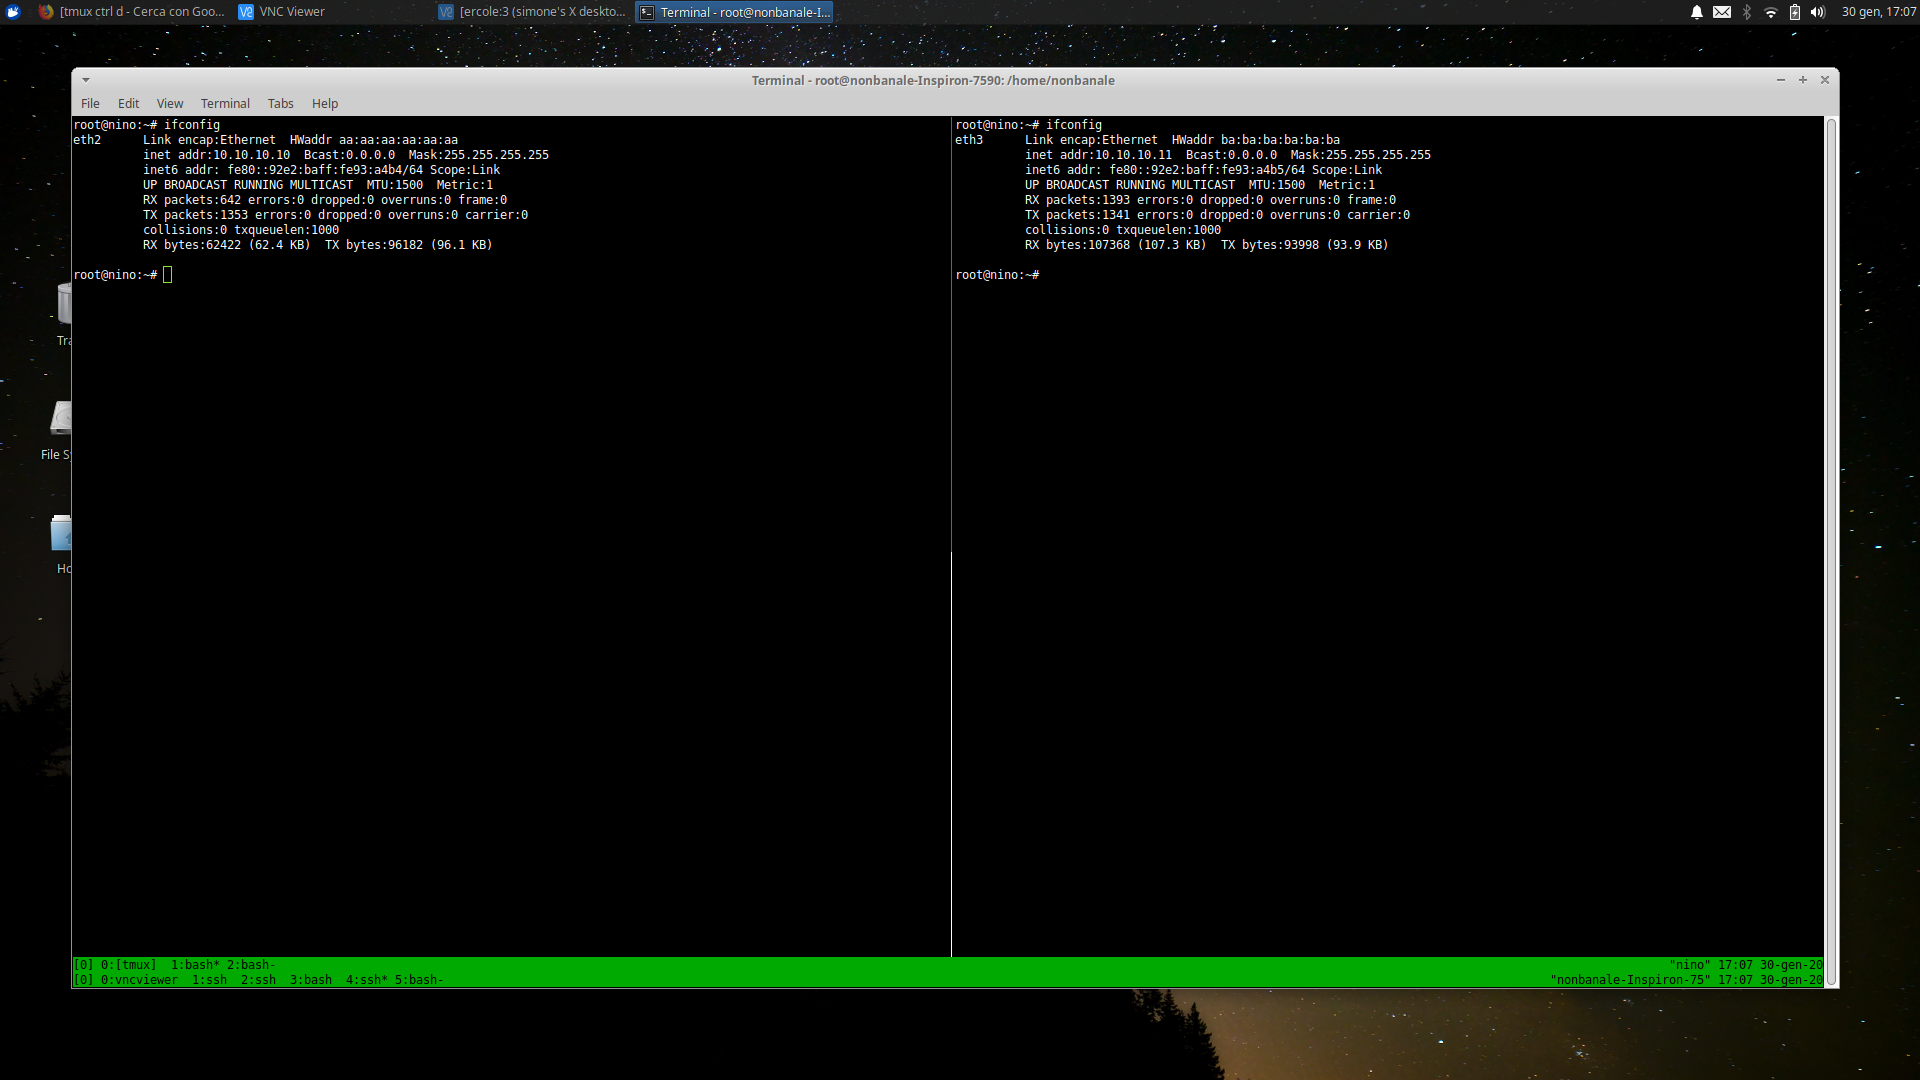 [tmux ctrl d - Cerca con Goo...
VNC Viewer
[ercole:3 (simone's X deskto...
Terminal - root@nonbanale-I...
30 gen, 17:07
Terminal - root@nonbanale-Inspiron-7590: /home/nonbanale
File Edit View Terminal Tabs Help
root@nino:~# ifconfig
eth2 Link encap:Ethernet HWaddr aa:aa:aa:aa:aa:aa
inet addr:10.10.10.10 Bcast:0.0.0.0 Mask:255.255.255.255
inet6 addr: fe80::92e2:baff:fe93:a4b4/64 Scope:Link
UP BROADCAST RUNNING MULTICAST MTU:1500 Metric:1
RX packets:642 errors:0 dropped:0 overruns:0 frame:0
TX packets:1353 errors:0 dropped:0 overruns:0 carrier:0
collisions:0 txqueuelen:1000
RX bytes:62422 (62.4 KB) TX bytes:96182 (96.1 KB)
root@nino:~#
root@nino:~# ifconfig
eth3 Link encap:Ethernet HWaddr ba:ba:ba:ba:ba:ba
inet addr:10.10.10.11 Bcast:0.0.0.0 Mask:255.255.255.255
inet6 addr: fe80::92e2:baff:fe93:a4b5/64 Scope:Link
UP BROADCAST RUNNING MULTICAST MTU:1500 Metric:1
RX packets:1393 errors:0 dropped:0 overruns:0 frame:0
TX packets:1341 errors:0 dropped:0 overruns:0 carrier:0
collisions:0 txqueuelen:1000
RX bytes:107368 (107.3 KB) TX bytes:93998 (93.9 KB)
root@nino:~#
Tra
File Sy
Ho
[0] 0:[tmux] 1:bash* 2:bash- "nino" 17:07 30-gen-20
[0] 0:vncviewer 1:ssh 2:ssh 3:bash 4:ssh* 5:bash- "nonbanale-Inspiron-75" 17:07 30-gen-20